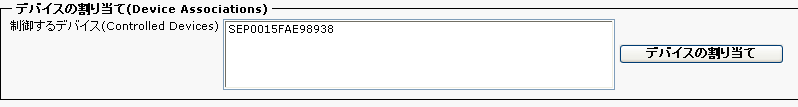 デバイスの割り当て(Device Associations)
制御するデバイス(Controlled Devices)
SEP0015FAE98938
デバイスの割り当て